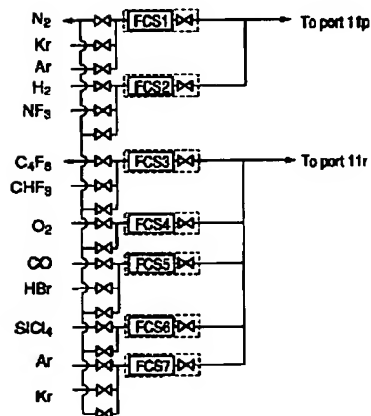 N2 FCS1 To port 11fp
Kr
Ar
H2 FCS2
NF3
C4F8 FCS3 To port 11r
CHF3
O2 FCS4
CO FCS5
HBr
SiCl4 FCS6
Ar FCS7
Kr